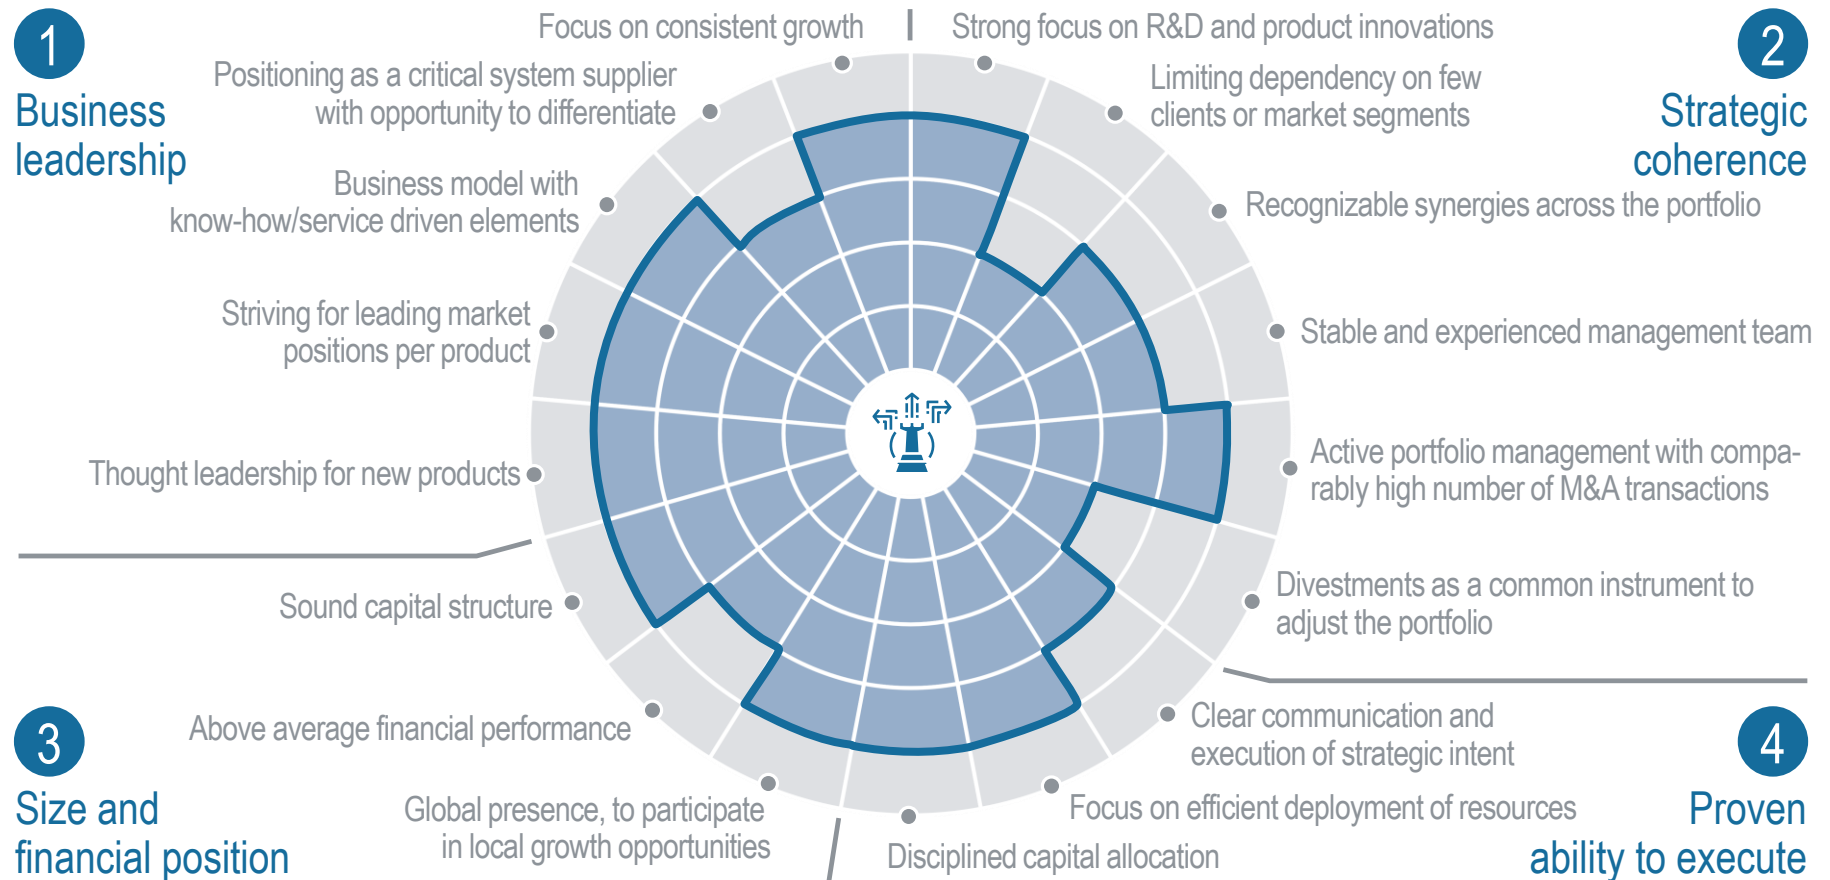 1
Business
leadership
Focus on consistent growth
Positioning as a critical system supplier
with opportunity to differentiate
Business model with
know-how/service driven elements
Striving for leading market
positions per product
Thought leadership for new products
2
Strategic
coherence
Strong focus on R&D and product innovations
Limiting dependency on few
clients or market segments
Recognizable synergies across the portfolio
Stable and experienced management team
Active portfolio management with compa-
rably high number of M&A transactions
Divestments as a common instrument to
adjust the portfolio
3
Size and
financial position
Sound capital structure
Above average financial performance
Global presence, to participate
in local growth opportunities
4
Proven
ability to execute
Clear communication and
execution of strategic intent
Focus on efficient deployment of resources
Disciplined capital allocation